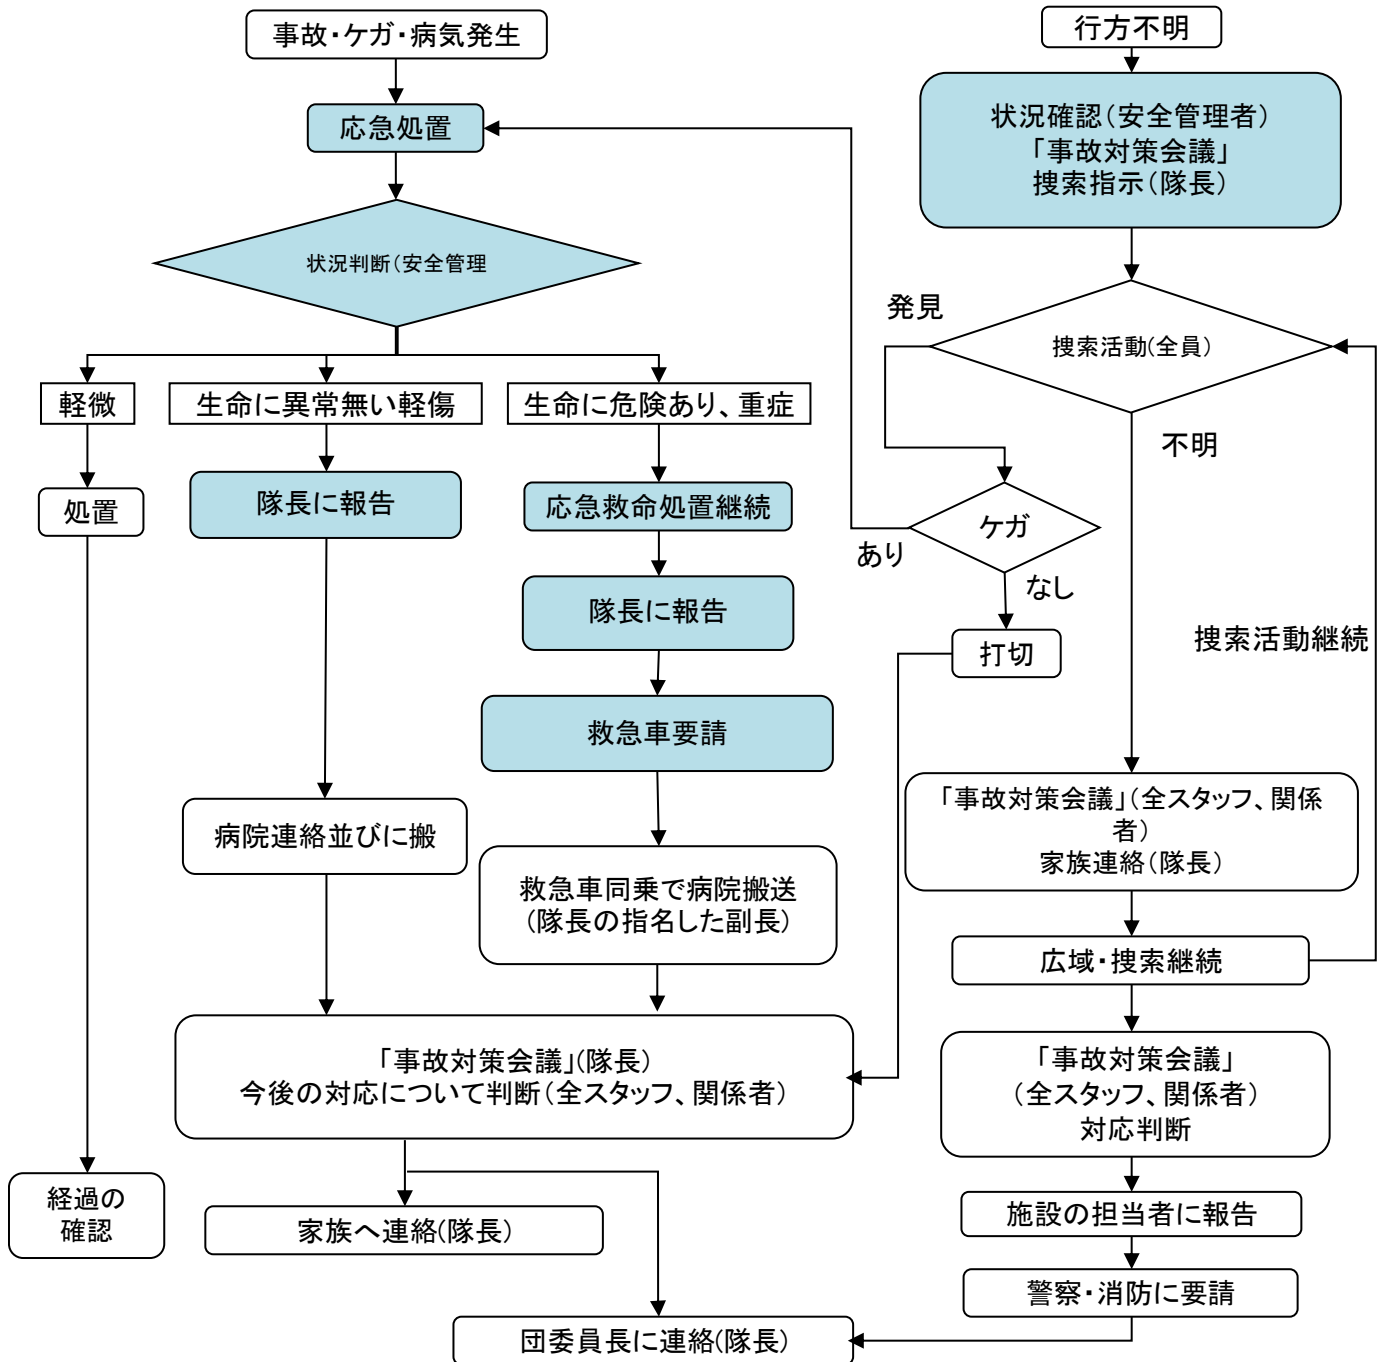 事故・ケガ・病気発生
応急処置
状況判断（安全管理
軽微
生命に異常無い軽傷
生命に危険あり、重症
処置
隊長に報告
応急救命処置継続
隊長に報告
救急車要請
病院連絡並びに搬
救急車同乗で病院搬送
（隊長の指名した副長）
「事故対策会議」(隊長）
今後の対応について判断（全スタッフ、関係者）
経過の
確認
家族へ連絡(隊長）
団委員長に連絡(隊長）
行方不明
状況確認（安全管理者）
「事故対策会議」
捜索指示（隊長）
発見
捜索活動(全員）
不明
ケガ
あり
なし
打切
捜索活動継続
「事故対策会議」（全スタッフ、関係
者）
家族連絡（隊長）
広域・捜索継続
「事故対策会議」
（全スタッフ、関係者）
対応判断
施設の担当者に報告
警察・消防に要請